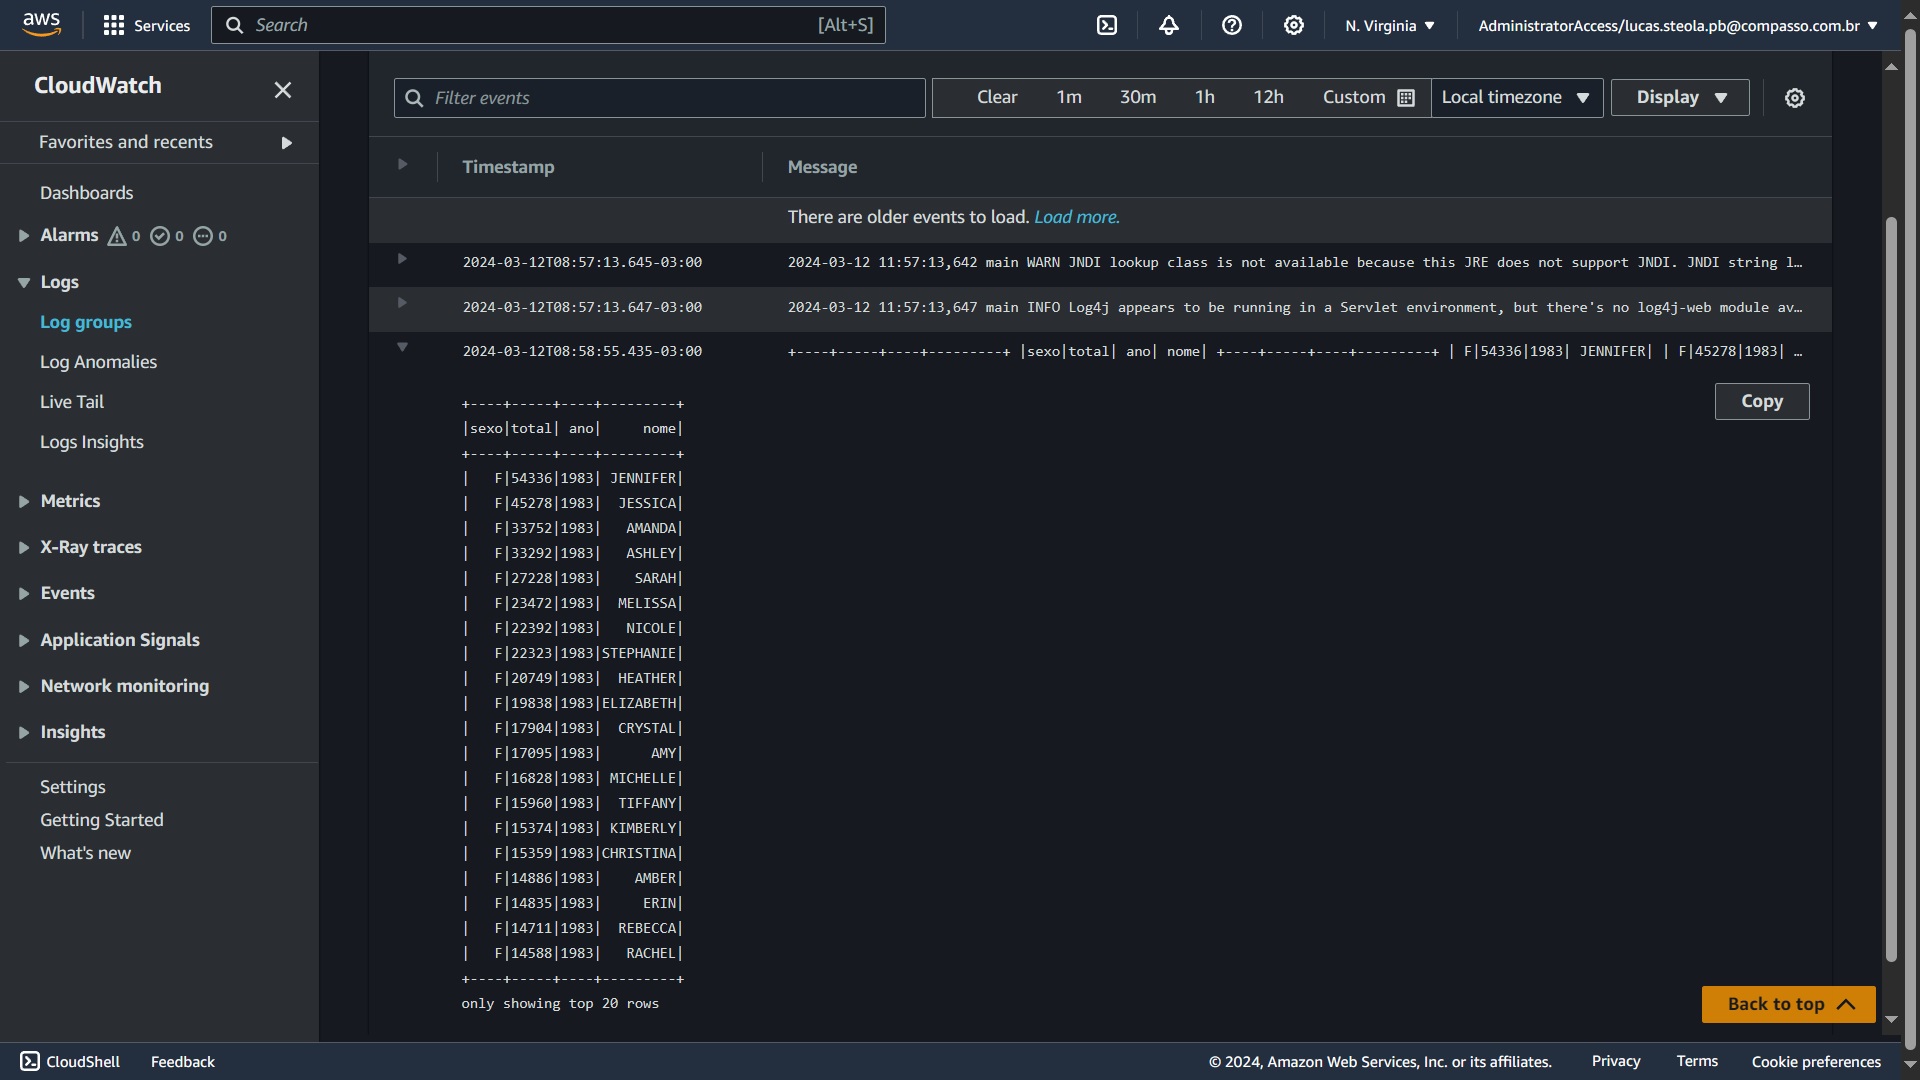 aws
Services
Search
[Alt+S]
N. Virginia
AdministratorAccess/lucas.steola.pb@compasso.com.br
CloudWatch
Favorites and recents
Dashboards
Alarms 0 0 0
Logs
Log groups
Log Anomalies
Live Tail
Logs Insights
Metrics
X-Ray traces
Events
Application Signals
Network monitoring
Insights
Settings
Getting Started
What's new
Filter events
Clear 1m 30m 1h 12h Custom
Local timezone
Display
Timestamp Message
There are older events to load. Load more.
2024-03-12T08:57:13.645-03:00 2024-03-12 11:57:13,642 main WARN JNDI lookup class is not available because this JRE does not support JNDI. JNDI string l…
2024-03-12T08:57:13.647-03:00 2024-03-12 11:57:13,647 main INFO Log4j appears to be running in a Servlet environment, but there's no log4j-web module av…
2024-03-12T08:58:55.435-03:00 +----+-----+----+---------+ |sexo|total| ano| nome| +----+-----+----+---------+ | F|54336|1983| JENNIFER| | F|45278|1983| …
Copy
+----+-----+----+---------+
|sexo|total| ano|     nome|
+----+-----+----+---------+
|   F|54336|1983| JENNIFER|
|   F|45278|1983|  JESSICA|
|   F|33752|1983|   AMANDA|
|   F|33292|1983|   ASHLEY|
|   F|27228|1983|    SARAH|
|   F|23472|1983|  MELISSA|
|   F|22392|1983|   NICOLE|
|   F|22323|1983|STEPHANIE|
|   F|20749|1983|  HEATHER|
|   F|19838|1983|ELIZABETH|
|   F|17904|1983|  CRYSTAL|
|   F|17095|1983|      AMY|
|   F|16828|1983| MICHELLE|
|   F|15960|1983|  TIFFANY|
|   F|15374|1983| KIMBERLY|
|   F|15359|1983|CHRISTINA|
|   F|14886|1983|    AMBER|
|   F|14835|1983|     ERIN|
|   F|14711|1983|  REBECCA|
|   F|14588|1983|   RACHEL|
+----+-----+----+---------+
only showing top 20 rows
Back to top
CloudShell
Feedback
© 2024, Amazon Web Services, Inc. or its affiliates.
Privacy
Terms
Cookie preferences